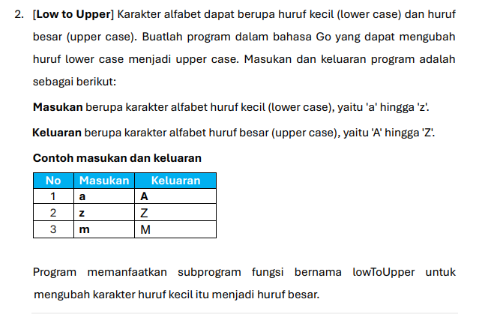 2. [Low to Upper] Karakter alfabet dapat berupa huruf kecil (lower case) dan huruf
besar (upper case). Buatlah program dalam bahasa Go yang dapat mengubah
huruf lower case menjadi upper case. Masukan dan keluaran program adalah
sebagai berikut:
Masukan berupa karakter alfabet huruf kecil (lower case), yaitu 'a' hingga 'z'.
Keluaran berupa karakter alfabet huruf besar (upper case), yaitu 'A' hingga 'Z'.
Contoh masukan dan keluaran
No Masukan Keluaran
1 a A
2 z Z
3 m M
Program memanfaatkan subprogram fungsi bernama lowToUpper untuk
mengubah karakter huruf kecil itu menjadi huruf besar.